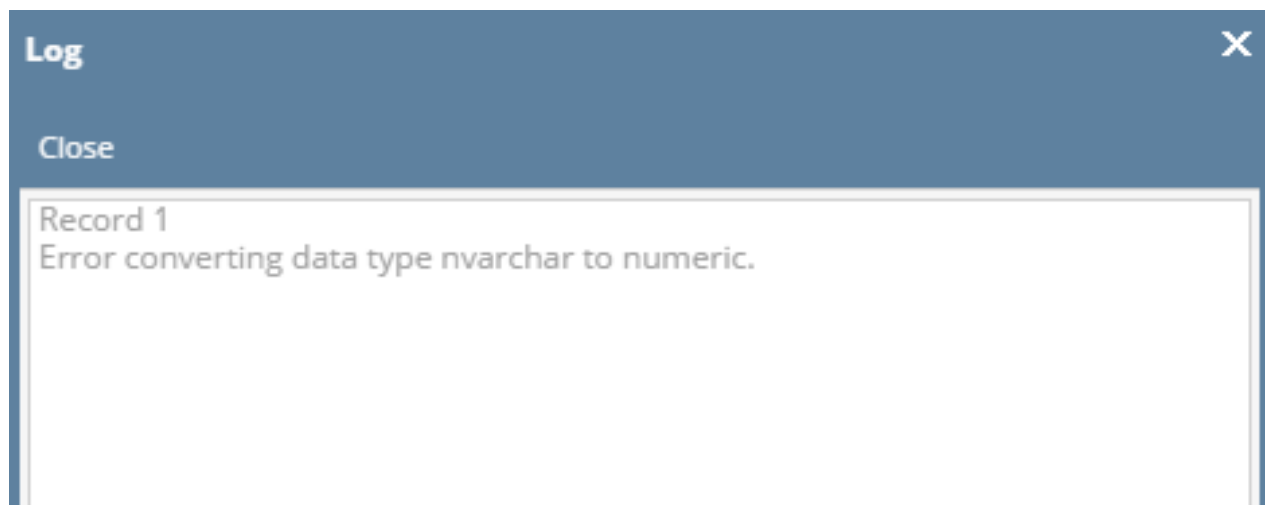 Log
Close
Record 1
Error converting data type nvarchar to numeric.